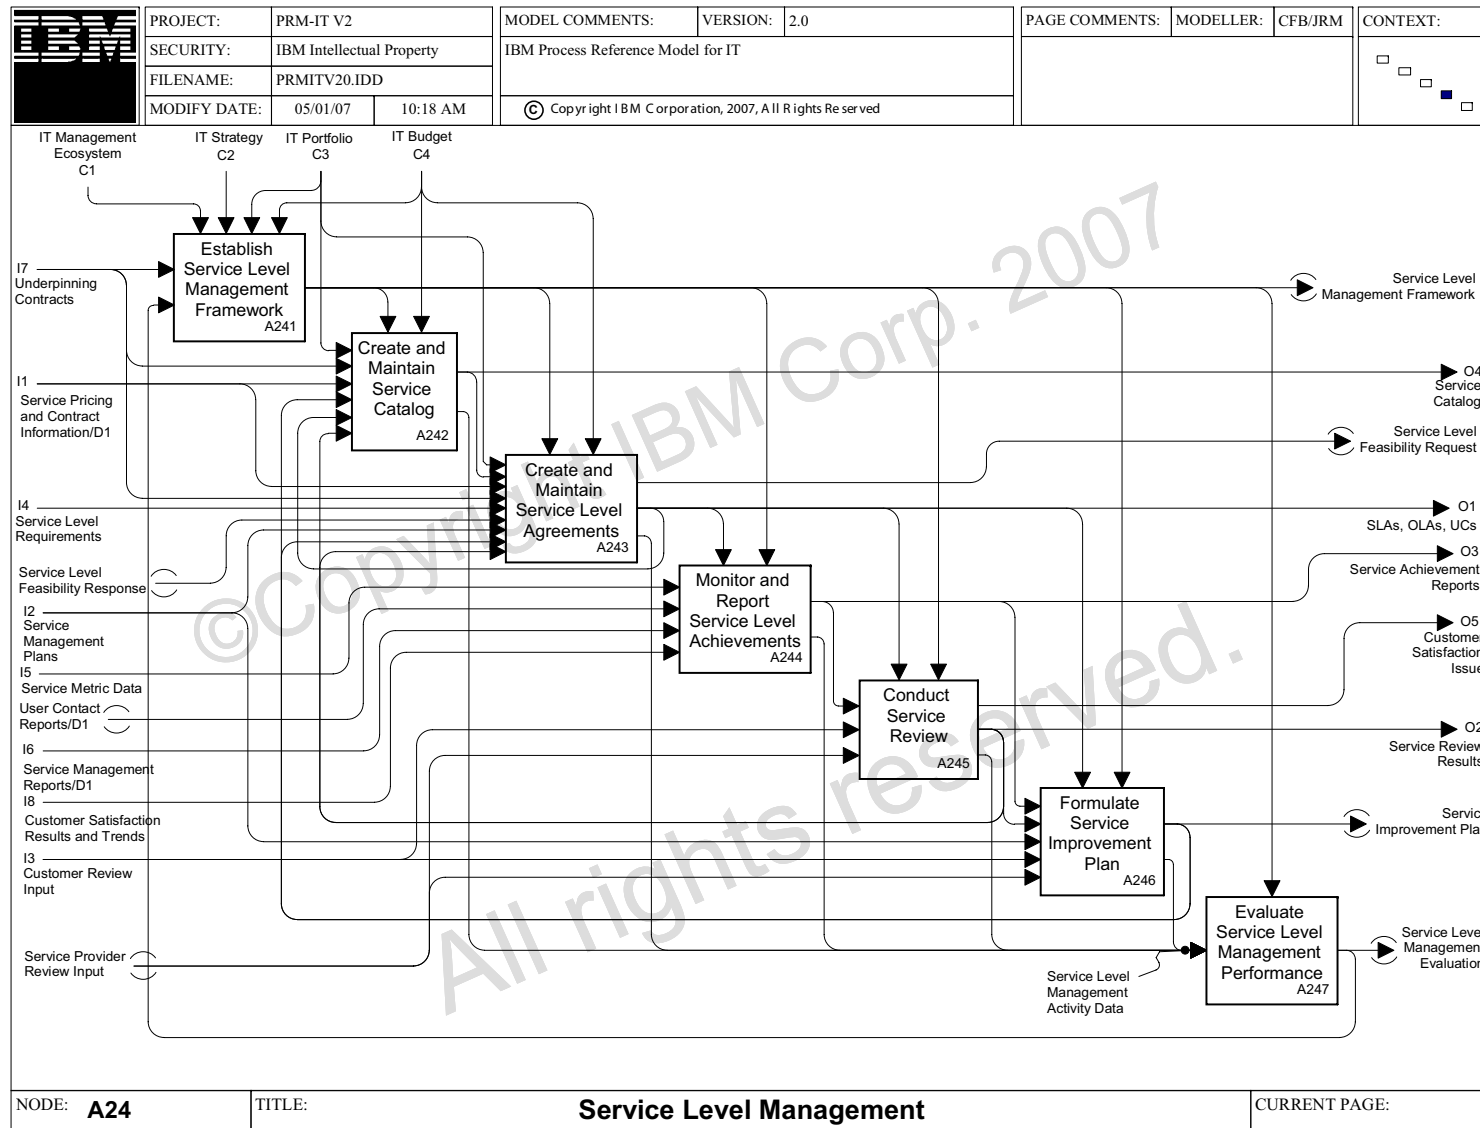 IBM
PROJECT: PRM-IT V2
SECURITY: IBM Intellectual Property
FILENAME: PRMITV20.IDD
MODIFY DATE: 05/01/07 10:18 AM
MODEL COMMENTS: VERSION: 2.0
IBM Process Reference Model for IT
© Copyright IBM Corporation, 2007, All Rights Reserved
PAGE COMMENTS: MODELLER: CFB/JRM
CONTEXT:
IT Management
Ecosystem
C1
IT Strategy
C2
IT Portfolio
C3
IT Budget
C4
I7
Underpinning
Contracts
I1
Service Pricing
and Contract
Information/D1
I4
Service Level
Requirements
Service Level
Feasibility Response
I2
Service
Management
Plans
I5
Service Metric Data
User Contact
Reports/D1
I6
Service Management
Reports/D1
I8
Customer Satisfaction
Results and Trends
I3
Customer Review
Input
Service Provider
Review Input
Establish
Service Level
Management
Framework
A241
Create and
Maintain
Service
Catalog
A242
Create and
Maintain
Service Level
Agreements
A243
Monitor and
Report
Service Level
Achievements
A244
Conduct
Service
Review
A245
Formulate
Service
Improvement
Plan
A246
Evaluate
Service Level
Management
Performance
A247
Service Level
Management
Activity Data
Service Level
Management Framework
O4
Service
Catalog
Service Level
Feasibility Request
O1
SLAs, OLAs, UCs
O3
Service Achievement
Reports
O5
Customer
Satisfaction
Issue
O2
Service Review
Results
Servic
Improvement Pla
Service Leve
Managemen
Evaluation
©Copyright IBM Corp. 2007
All rights reserved.
NODE: A24
TITLE: Service Level Management
CURRENT PAGE: